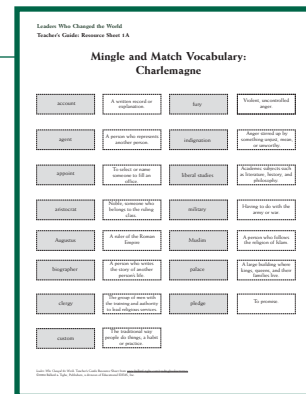 Leaders Who Changed the World
Teacher's Guide: Resource Sheet 1A
Mingle and Match Vocabulary:
Charlemagne
account
A written record or
explanation.
fury
Violent, uncontrolled
anger
agent
A person who represents
another person.
indignation
Anger stirred up by
something unjust, mean,
or unworthy.
appoint
To select or name
someone to fill an
office.
liberal studies
Academic subjects such
as literature, history, and
philosophy.
aristocrat
Noble; someone who
belongs to the ruling
class.
military
Having to do with the
army or war.
Augustus
A ruler of the Roman
Empire
Muslim
A person who follows
the religion of Islam.
biographer
A person who writes
the story of another
person's life.
palace
A large building where
kings, queens, and their
families live.
clergy
The group of men with
the training and authority
to lead religious services.
pledge
To promise
custom
The traditional way
people do things, a habit
or practice.